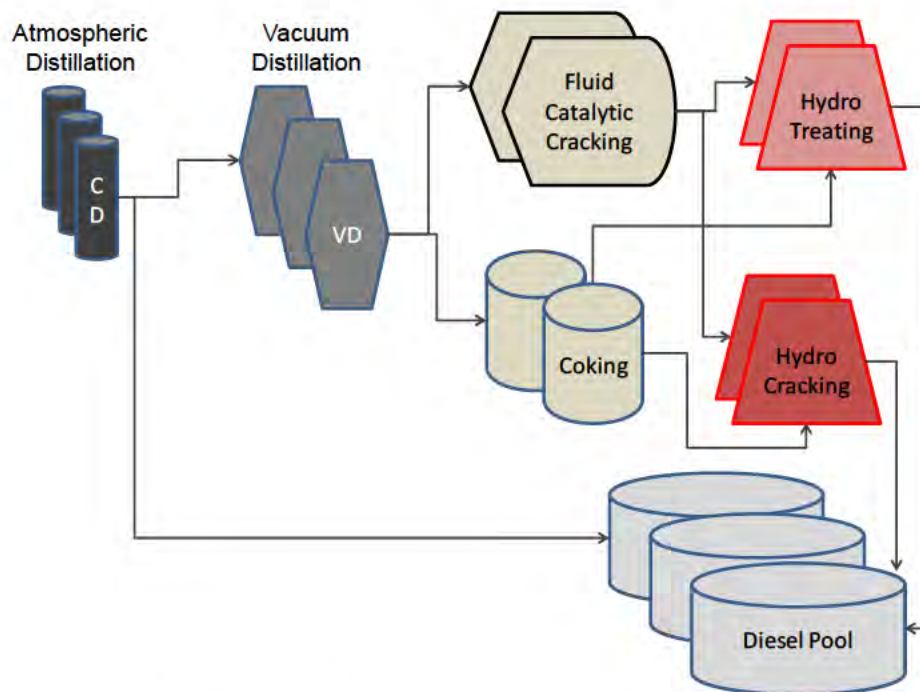 Atmospheric
Distillation
Vacuum
Distillation
Fluid
Catalytic
Cracking
Hydro
Treating
C
D
VD
Coking
Hydro
Cracking
Diesel Pool